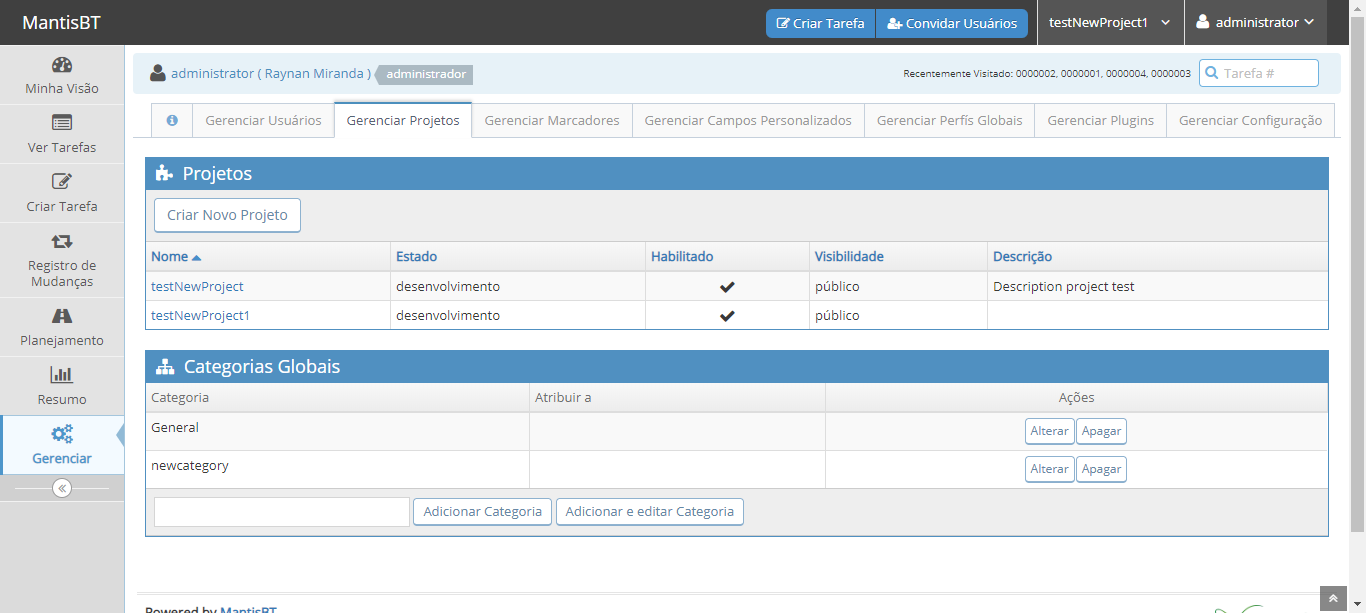 MantisBT
Criar Tarefa
Convidar Usuários
testNewProject1
administrator
Minha Visão
Ver Tarefas
Criar Tarefa
Registro de
Mudanças
Planejamento
Resumo
Gerenciar
administrator ( Raynan Miranda ) administrador
Recentemente Visitado: 0000002, 0000001, 0000004, 0000003
Tarefa #
Gerenciar Usuários
Gerenciar Projetos
Gerenciar Marcadores
Gerenciar Campos Personalizados
Gerenciar Perfís Globais
Gerenciar Plugins
Gerenciar Configuração
Projetos
Criar Novo Projeto
Nome Estado Habilitado Visibilidade Descrição
testNewProject desenvolvimento público Description project test
testNewProject1 desenvolvimento público
Categorias Globais
Categoria Atribuir a Ações
General Alterar Apagar
newcategory Alterar Apagar
Adicionar Categoria Adicionar e editar Categoria
Powered by MantisBT